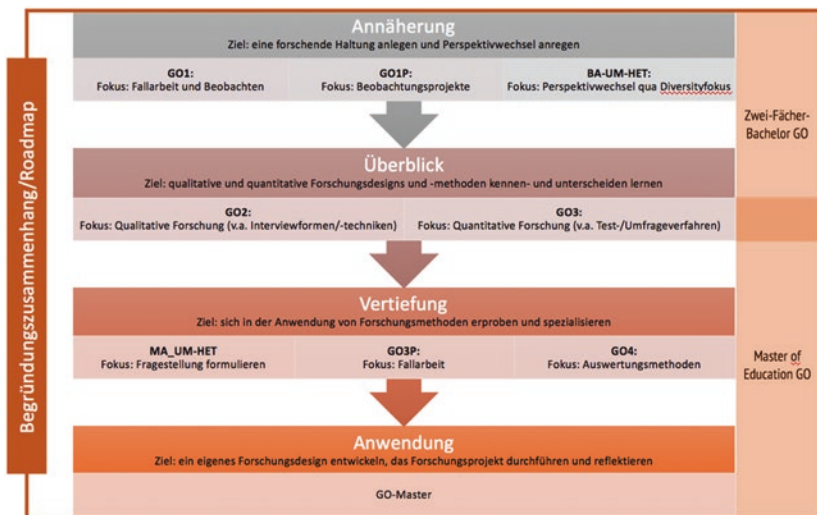 Begründungszusammenhang/Roadmap
Annäherung
Ziel: eine forschende Haltung anlegen und Perspektivwechsel anregen
GO1:
Fokus: Fallarbeit und Beobachten
GO1P:
Fokus: Beobachtungsprojekte
BA-UM-HET:
Fokus: Perspektivwechsel qua Diversityfokus
Zwei-Fächer-
Bachelor GO
Überblick
Ziel: qualitative und quantitative Forschungsdesigns und -methoden kennen- und unterscheiden lernen
GO2:
Fokus: Qualitative Forschung (v.a. Interviewformen/-techniken)
GO3:
Fokus: Quantitative Forschung (v.a. Test-/Umfrageverfahren)
Vertiefung
Ziel: sich in der Anwendung von Forschungsmethoden erproben und spezialisieren
MA_UM-HET
Fokus: Fragestellung formulieren
GO3P:
Fokus: Fallarbeit
GO4:
Fokus: Auswertungsmethoden
Master of
Education GO
Anwendung
Ziel: ein eigenes Forschungsdesign entwickeln, das Forschungsprojekt durchführen und reflektieren
GO-Master